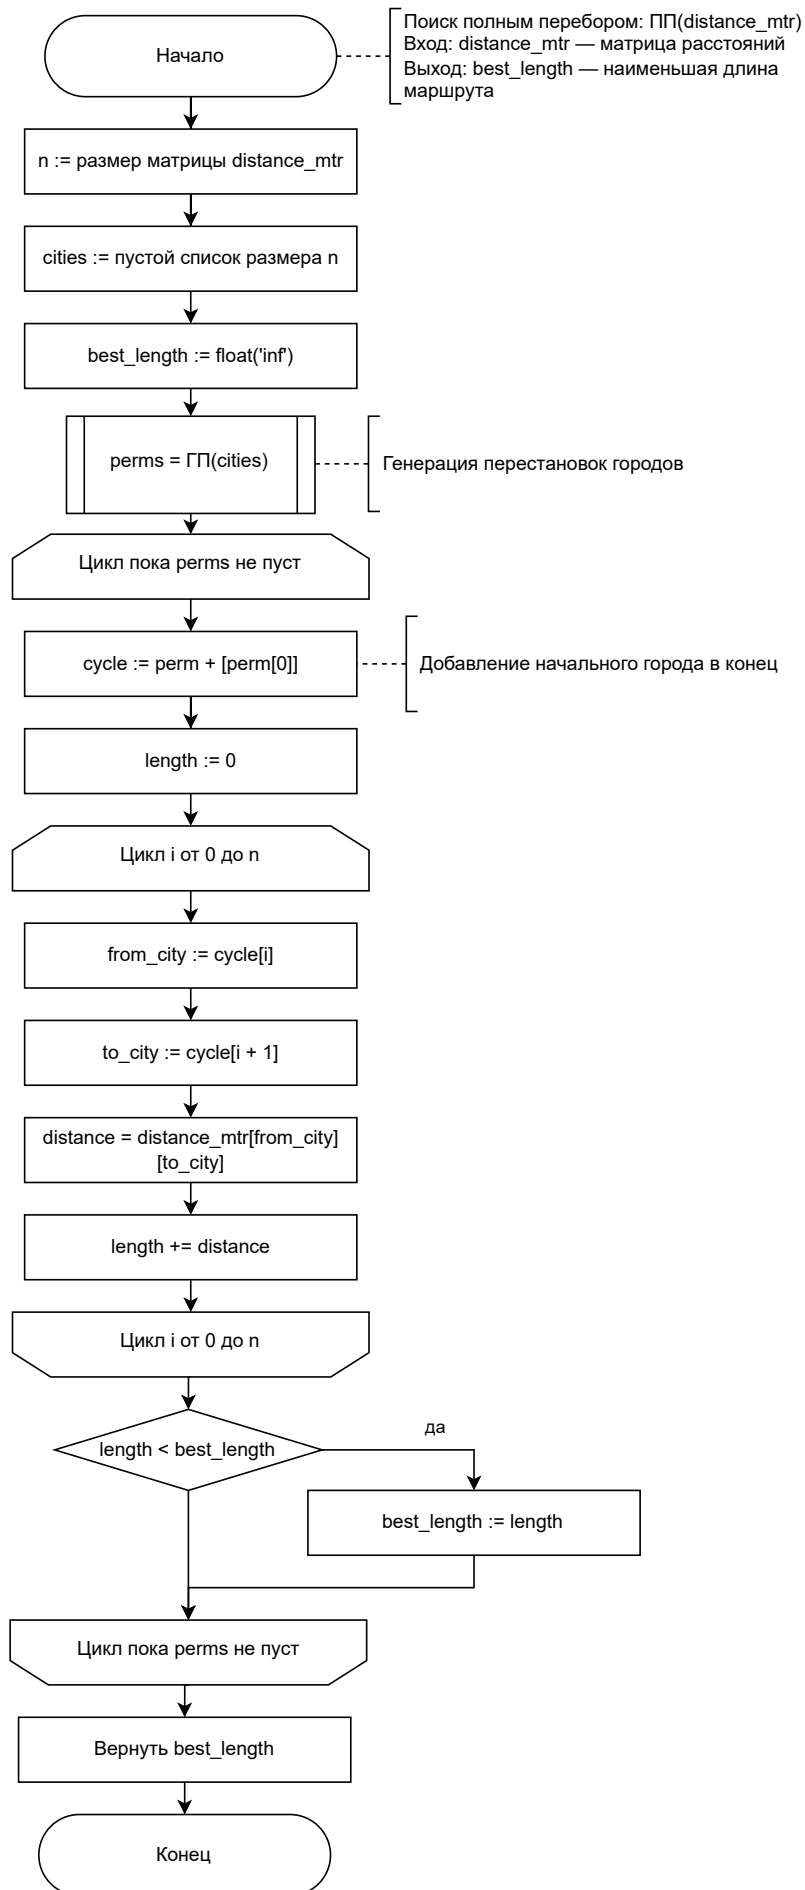 Начало
Поиск полным перебором: ПП(distance_mtr)
Вход: distance_mtr — матрица расстояний
Выход: best_length — наименьшая длина
маршрута
n := размер матрицы distance_mtr
cities := пустой список размера n
best_length := float('inf')
perms = ГП(cities)
Генерация перестановок городов
Цикл пока perms не пуст
cycle := perm + [perm[0]]
Добавление начального города в конец
length := 0
Цикл i от 0 до n
from_city := cycle[i]
to_city := cycle[i + 1]
distance = distance_mtr[from_city]
[to_city]
length += distance
Цикл i от 0 до n
length < best_length
да
best_length := length
Цикл пока perms не пуст
Вернуть best_length
Конец